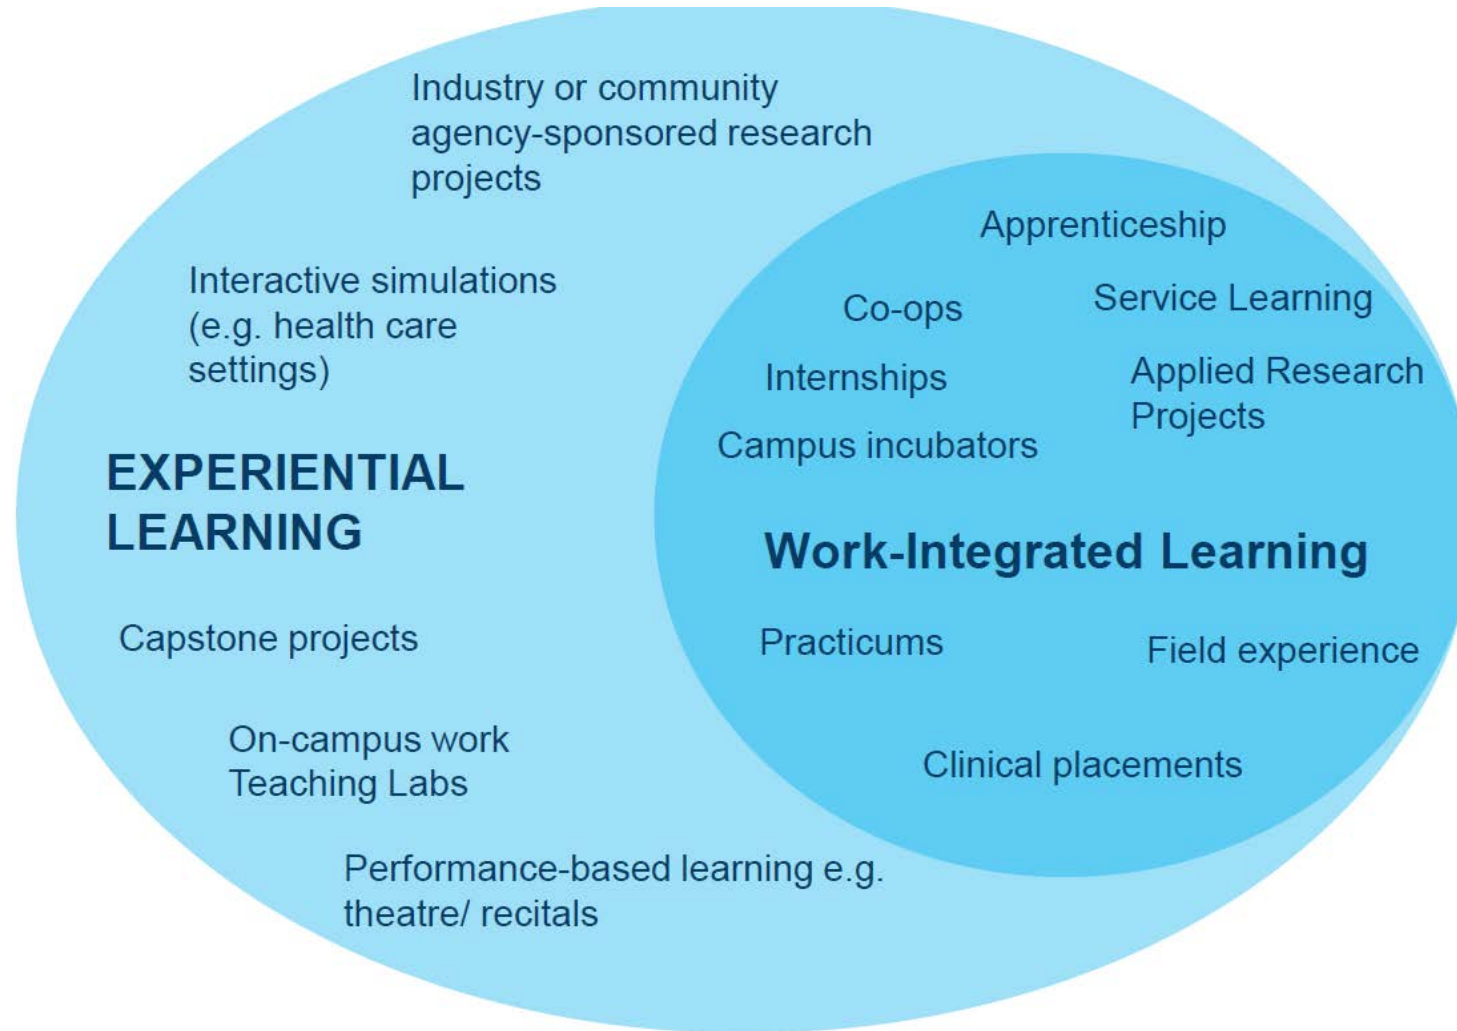 Industry or community
agency-sponsored research
projects
Interactive simulations
(e.g. health care
settings)
EXPERIENTIAL
LEARNING
Capstone projects
On-campus work
Teaching Labs
Performance-based learning e.g.
theatre/ recitals
Apprenticeship
Co-ops
Service Learning
Internships
Applied Research
Projects
Campus incubators
Work-Integrated Learning
Practicums
Field experience
Clinical placements